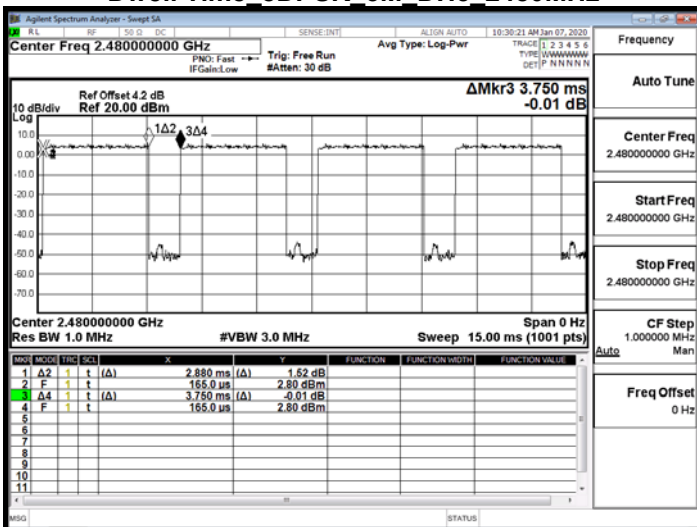 Dwell Time_8DPSK_3M_DH5_2480MHz
Agilent Spectrum Analyzer - Swept SA
RL RF 50 Ω DC SENSE:INT ALIGN AUTO 10:30:21 AM Jan 07, 2020
Center Freq 2.480000000 GHz
PNO: Fast Trig: Free Run
IFGain:Low #Atten: 30 dB
Avg Type: Log-Pwr
TRACE 1 2 3 4 5 6
TYPE WWWWWW
DET P N N N N N
Ref Offset 4.2 dB
10 dB/div Ref 20.00 dBm
ΔMkr3 3.750 ms
-0.01 dB
Log
10.0
0.00
-10.0
-20.0
-30.0
-40.0
-50.0
-60.0
-70.0
1Δ2 3Δ4
Center 2.480000000 GHz Span 0 Hz
Res BW 1.0 MHz #VBW 3.0 MHz Sweep 15.00 ms (1001 pts)
MKR MODE TRC SCL X Y FUNCTION FUNCTION WIDTH FUNCTION VALUE
1 Δ2 1 t (Δ) 2.880 ms (Δ) 1.52 dB
2 F 1 t 165.0 µs 2.80 dBm
3 Δ4 1 t (Δ) 3.750 ms (Δ) -0.01 dB
4 F 1 t 165.0 µs 2.80 dBm
5
6
7
8
9
10
11
MSG STATUS
Frequency
Auto Tune
Center Freq
2.480000000 GHz
Start Freq
2.480000000 GHz
Stop Freq
2.480000000 GHz
CF Step
1.000000 MHz
Auto Man
Freq Offset
0 Hz